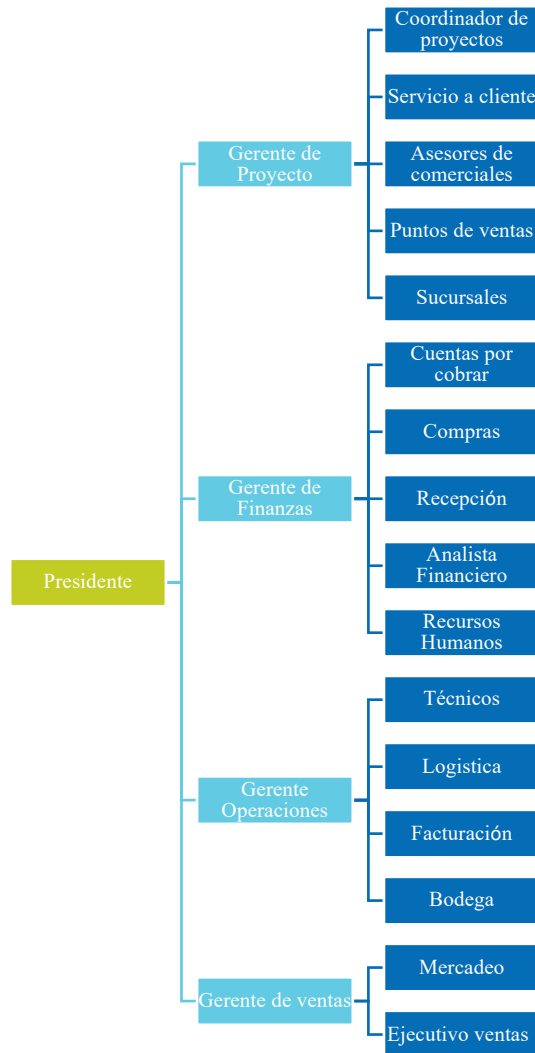 Coordinador de
proyectos
Servicio a cliente
Gerente de
Proyecto
Asesores de
comerciales
Puntos de ventas
Sucursales
Cuentas por
cobrar
Compras
Gerente de
Finanzas
Recepción
Presidente
Analista
Financiero
Recursos
Humanos
Técnicos
Logistica
Gerente
Operaciones
Facturación
Bodega
Mercadeo
Gerente de ventas
Ejecutivo ventas